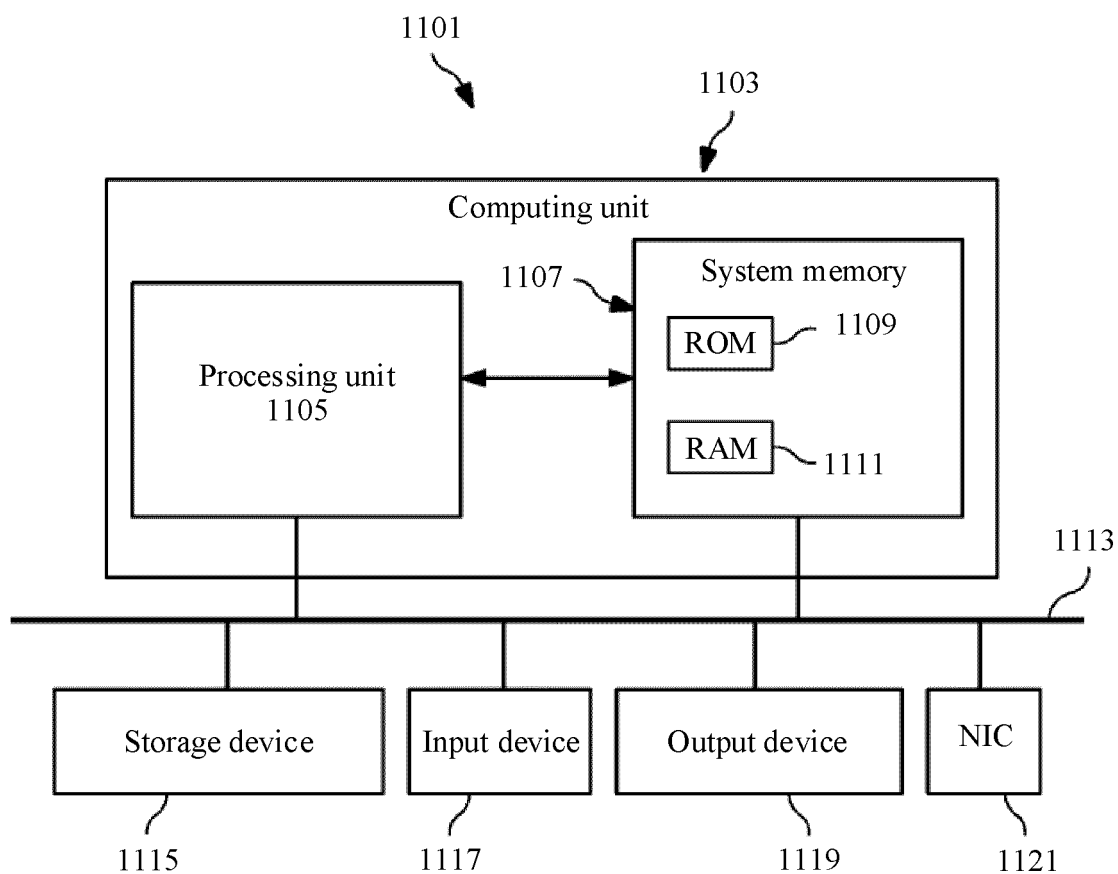 1101
1103
Computing unit
1107
System memory
ROM
1109
Processing unit
1105
RAM
1111
1113
Storage device
Input device
Output device
NIC
1115
1117
1119
1121